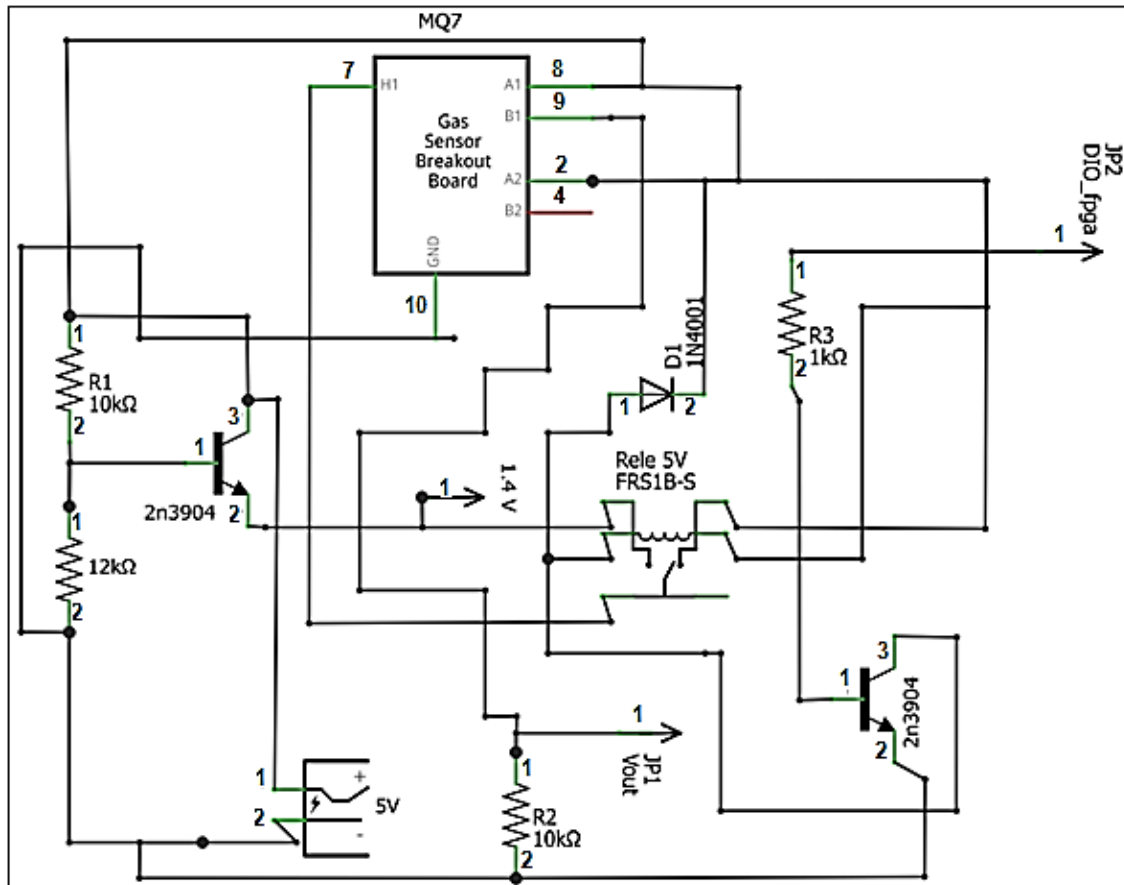 MQ7
7
H1
A1
8
B1
9
Gas
Sensor
Breakout
Board
A2
2
B2
4
GND
10
JP2
DIO_fpga
1
1
R3
1kΩ
2
1
R1
10kΩ
2
3
1
2n3904
2
1
12kΩ
2
D1
1N4001
1
2
1
1.4 V
Rele 5V
FRS1B-S
3
1
2n3904
2
1
+
5V
2
-
1
JP1
Vout
1
R2
10kΩ
2